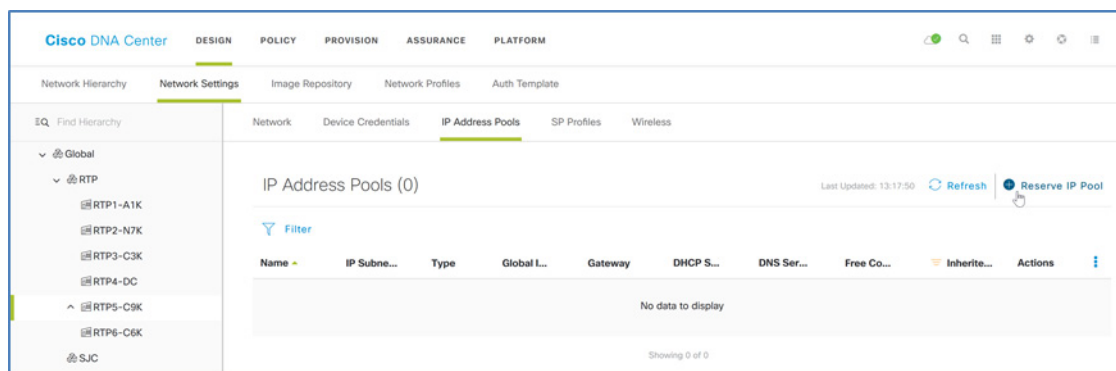 Cisco DNA Center DESIGN POLICY PROVISION ASSURANCE PLATFORM
Network Hierarchy Network Settings Image Repository Network Profiles Auth Template
EQ Find Hierarchy
Network Device Credentials IP Address Pools SP Profiles Wireless
Global
RTP
RTP1-A1K
RTP2-N7K
RTP3-C3K
RTP4-DC
RTP5-C9K
RTP6-C6K
SJC
IP Address Pools (0)
Last Updated: 13:17:50 Refresh Reserve IP Pool
Filter
Name IP Subne... Type Global I... Gateway DHCP S... DNS Ser... Free Co... Inherite... Actions
No data to display
Showing 0 of 0